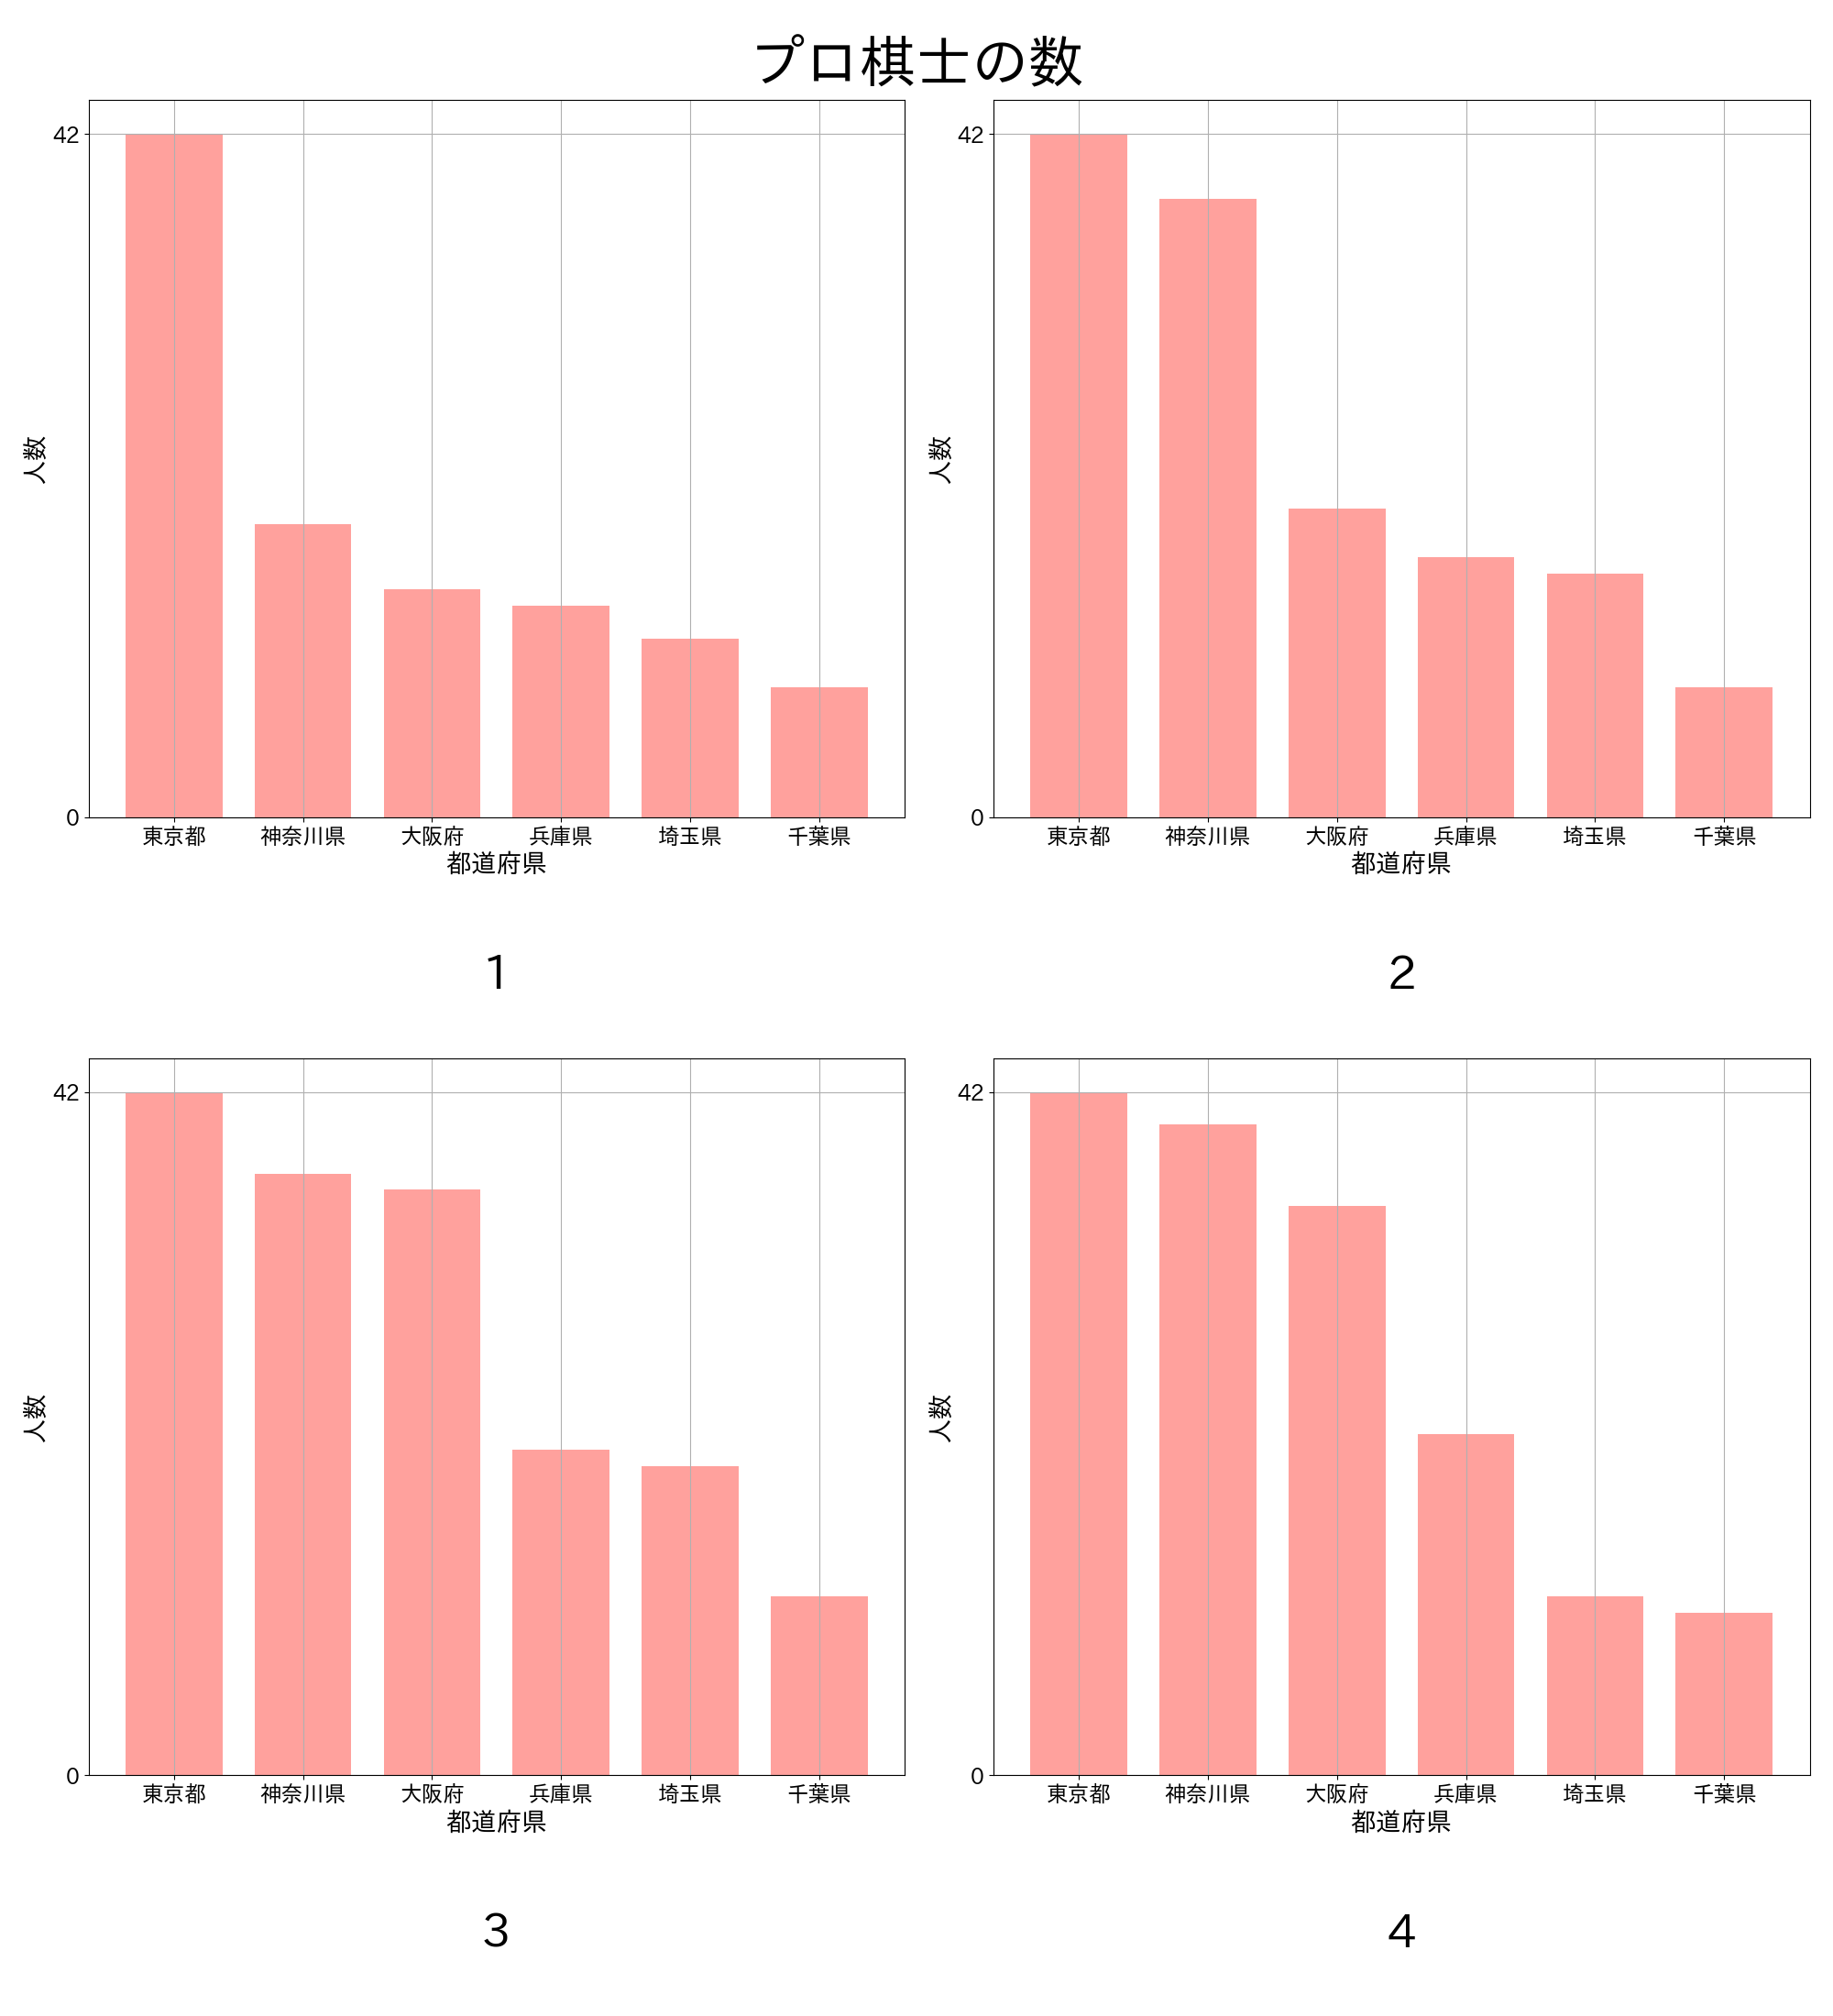 プロ棋士の数
42
0
人数
東京都 神奈川県 大阪府 兵庫県 埼玉県 千葉県
都道府県
1
42
0
人数
東京都 神奈川県 大阪府 兵庫県 埼玉県 千葉県
都道府県
2
42
0
人数
東京都 神奈川県 大阪府 兵庫県 埼玉県 千葉県
都道府県
3
42
0
人数
東京都 神奈川県 大阪府 兵庫県 埼玉県 千葉県
都道府県
4